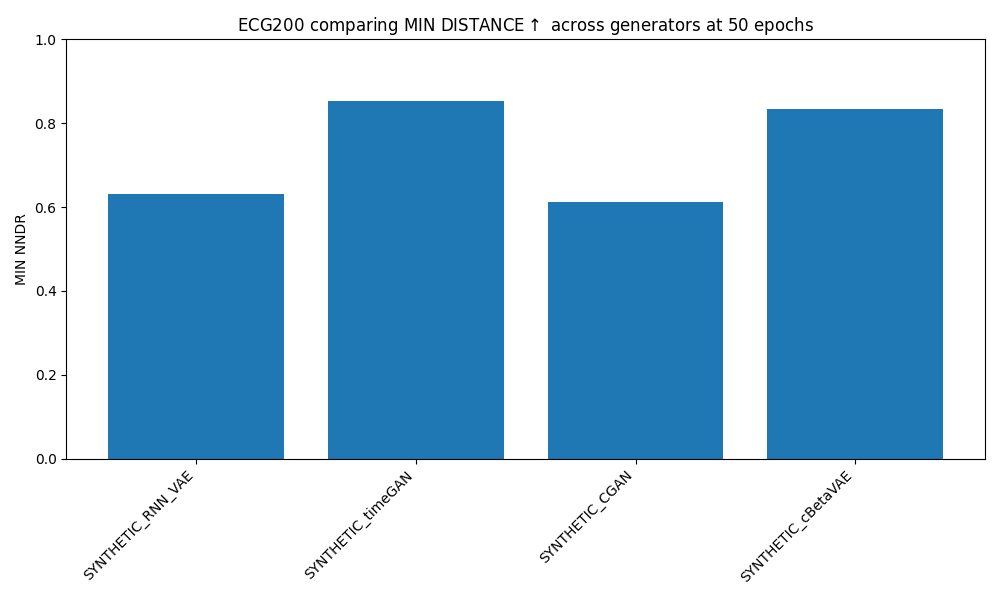 ECG200 comparing MIN DISTANCE ↑ across generators at 50 epochs
1.0
0.8
0.6
0.4
0.2
0.0
MIN NNDR
SYNTHETIC_RNN_VAE
SYNTHETIC_timeGAN
SYNTHETIC_CGAN
SYNTHETIC_cBetaVAE